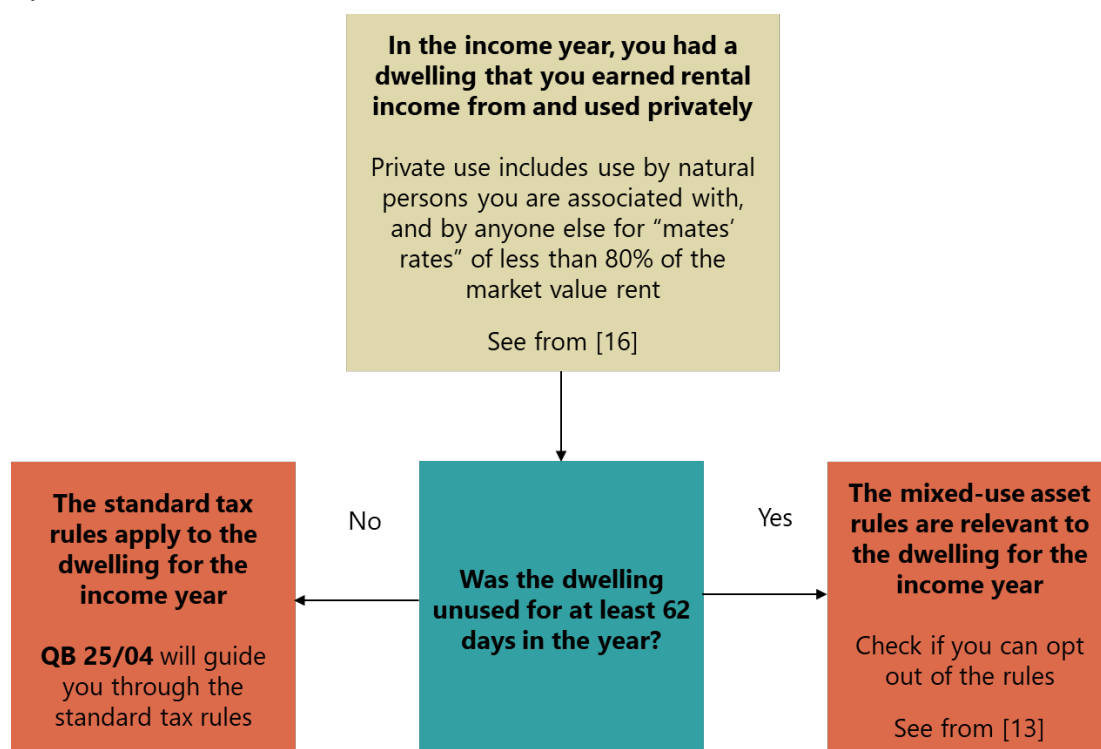 In the income year, you had a
dwelling that you earned rental
income from and used privately
Private use includes use by natural
persons you are associated with,
and by anyone else for “mates’
rates” of less than 80% of the
market value rent
See from [16]
The standard tax
rules apply to the
dwelling for the
income year
QB 25/04 will guide
you through the
standard tax rules
No
Was the dwelling
unused for at least 62
days in the year?
Yes
The mixed-use asset
rules are relevant to
the dwelling for the
income year
Check if you can opt
out of the rules
See from [13]